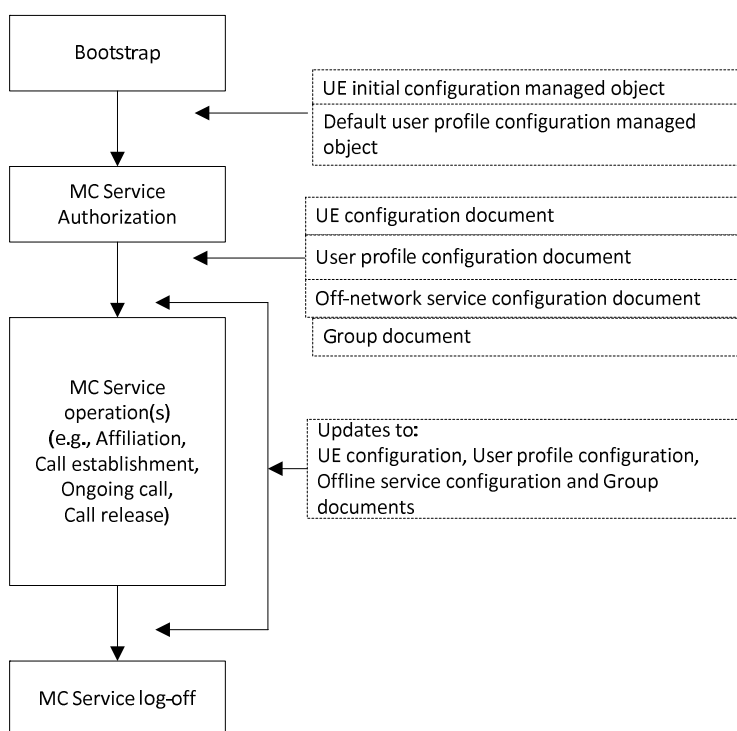 Bootstrap
UE initial configuration managed object
Default user profile configuration managed
object
MC Service
Authorization
UE configuration document
User profile configuration document
Off-network service configuration document
Group document
MC Service
operation(s)
(e.g., Affiliation,
Call establishment,
Ongoing call,
Call release)
Updates to:
UE configuration, User profile configuration,
Offline service configuration and Group
documents
MC Service log-off